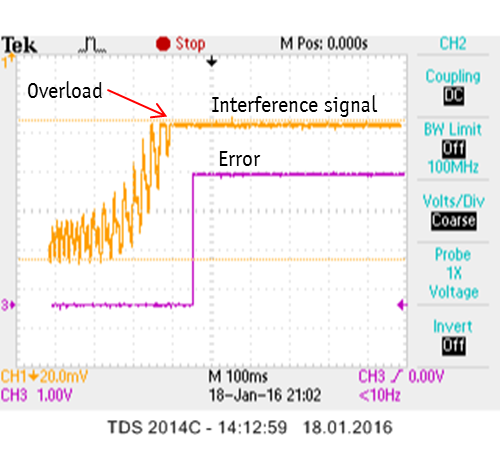 Tek Stop M Pos: 0.000s CH2
1
Coupling
DC
Overload
Interference signal
BW Limit
Off
100MHz
Error
Volts/Div
Coarse
Probe
1X
Voltage
3
Invert
Off
CH1 20.0mV M 100ms CH3 0.00V
CH3 1.00V 18-Jan-16 21:02 <10Hz
TDS 2014C - 14:12:59 18.01.2016